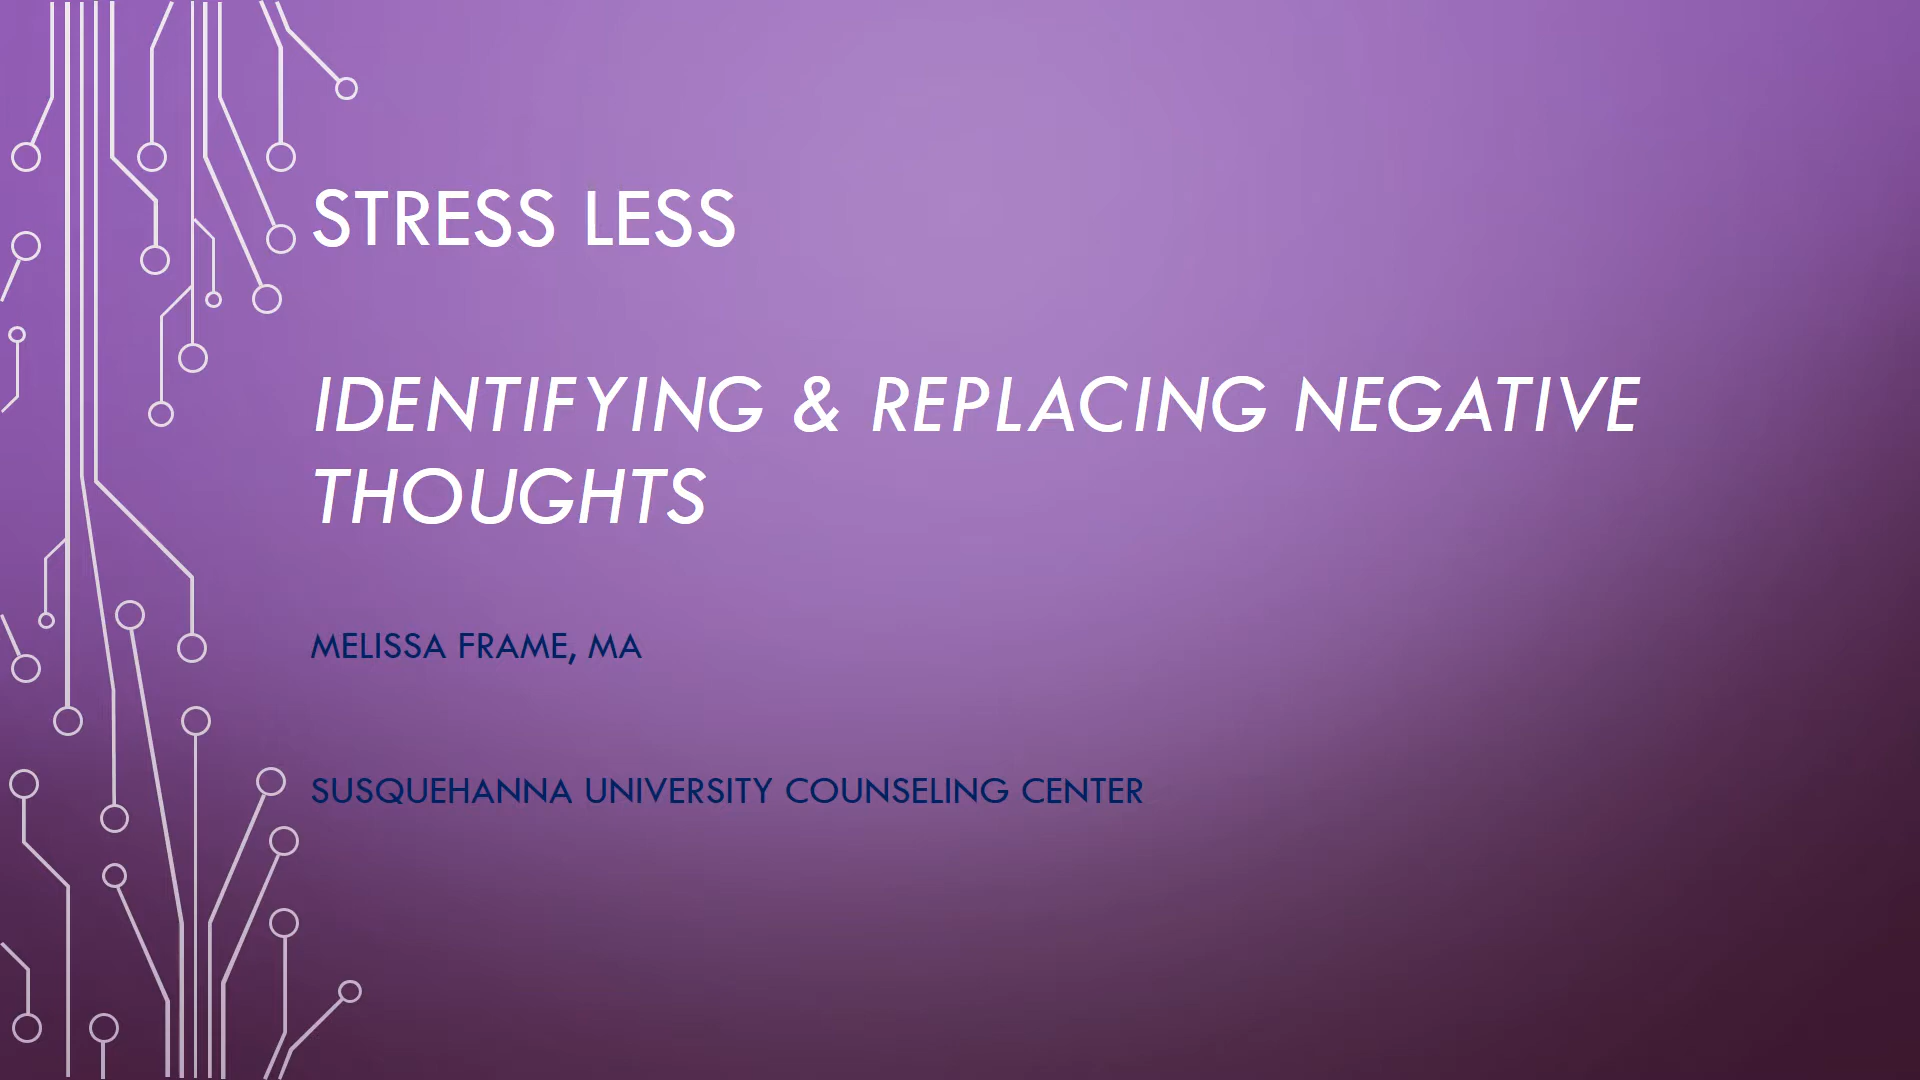 STRESS LESS
IDENTIFYING & REPLACING NEGATIVE
THOUGHTS
MELISSA FRAME, MA
SUSQUEHANNA UNIVERSITY COUNSELING CENTER